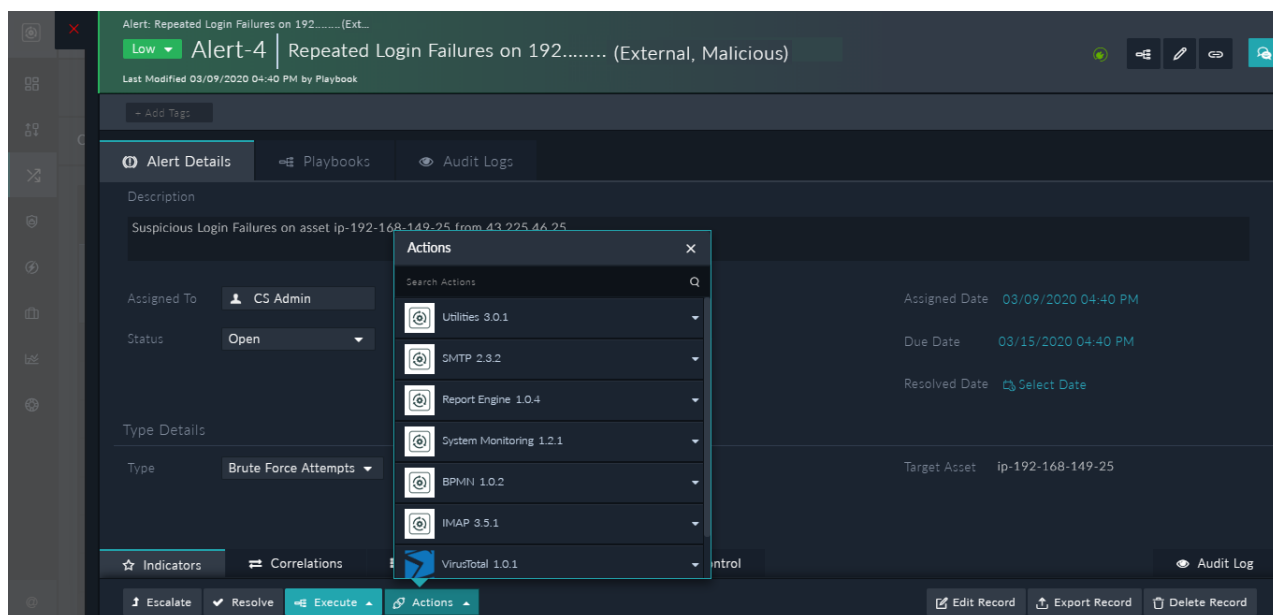 Alert: Repeated Login Failures on 192.........(Ext...
Low Alert-4 Repeated Login Failures on 192........ (External, Malicious)
Last Modified 03/09/2020 04:40 PM by Playbook
+ Add Tags
Alert Details Playbooks Audit Logs
Description
Suspicious Login Failures on asset ip-192-168-149-25 from 43.225.46.25
Actions
Search Actions
Utilities 3.0.1
SMTP 2.3.2
Report Engine 1.0.4
System Monitoring 1.2.1
BPMN 1.0.2
IMAP 3.5.1
VirusTotal 1.0.1
Assigned To CS Admin
Assigned Date 03/09/2020 04:40 PM
Status Open
Due Date 03/15/2020 04:40 PM
Resolved Date Select Date
Type Details
Type Brute Force Attempts
Target Asset ip-192-168-149-25
Indicators Correlations Audit Log
Escalate Resolve Execute Actions Edit Record Export Record Delete Record